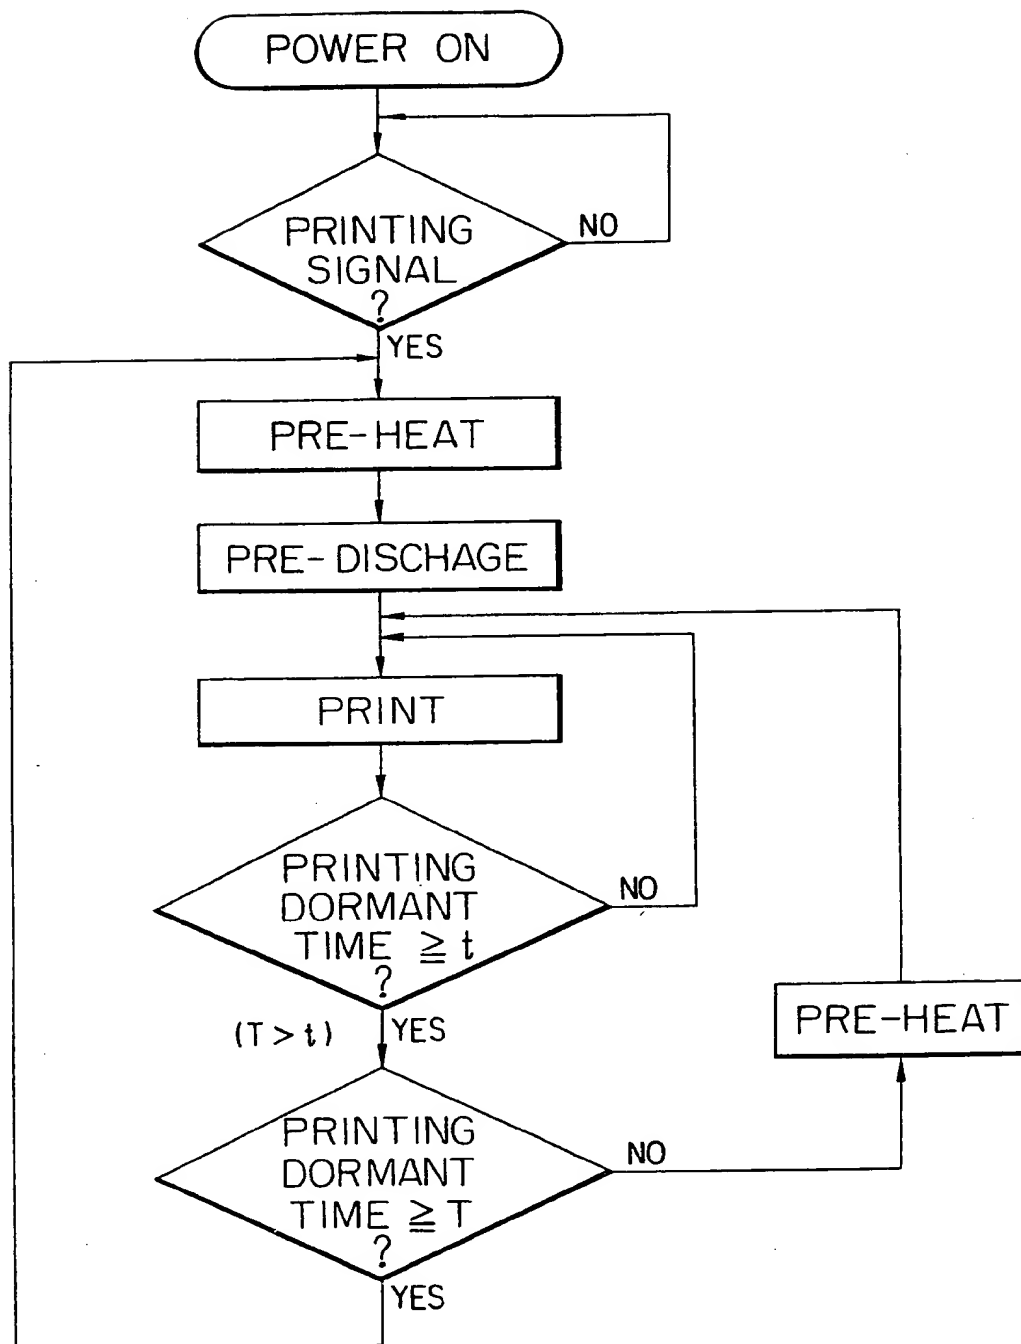 POWER ON
PRINTING
SIGNAL
?
NO
YES
PRE-HEAT
PRE-DISCHAGE
PRINT
PRINTING
DORMANT
TIME ≧ t
?
NO
(T > t)
YES
PRE-HEAT
PRINTING
DORMANT
TIME ≧ T
?
NO
YES